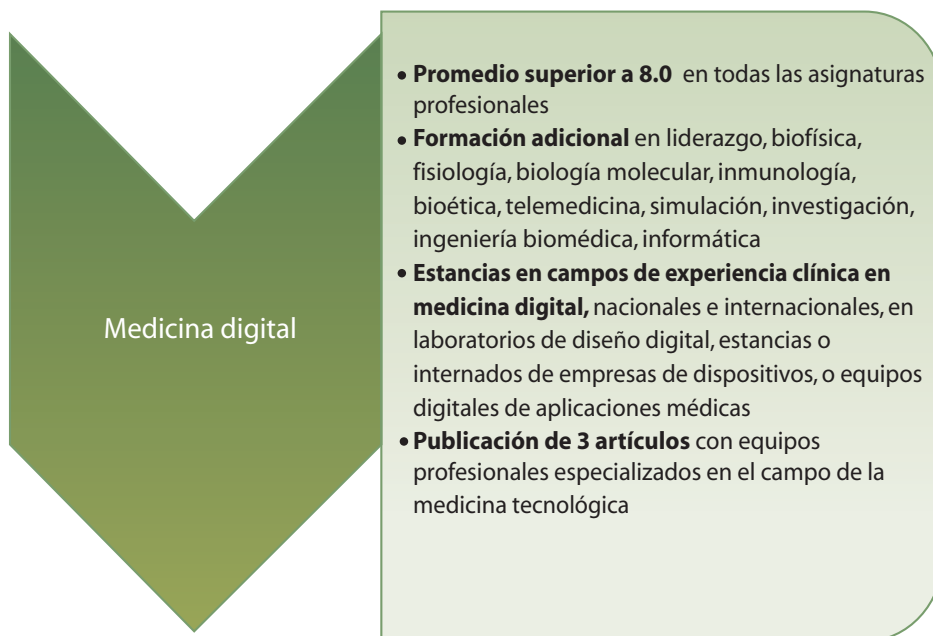 Medicina digital
• Promedio superior a 8.0 en todas las asignaturas
profesionales
• Formación adicional en liderazgo, biofísica,
fisiología, biología molecular, inmunología,
bioética, telemedicina, simulación, investigación,
ingeniería biomédica, informática
• Estancias en campos de experiencia clínica en
medicina digital, nacionales e internacionales, en
laboratorios de diseño digital, estancias o
internados de empresas de dispositivos, o equipos
digitales de aplicaciones médicas
• Publicación de 3 artículos con equipos
profesionales especializados en el campo de la
medicina tecnológica